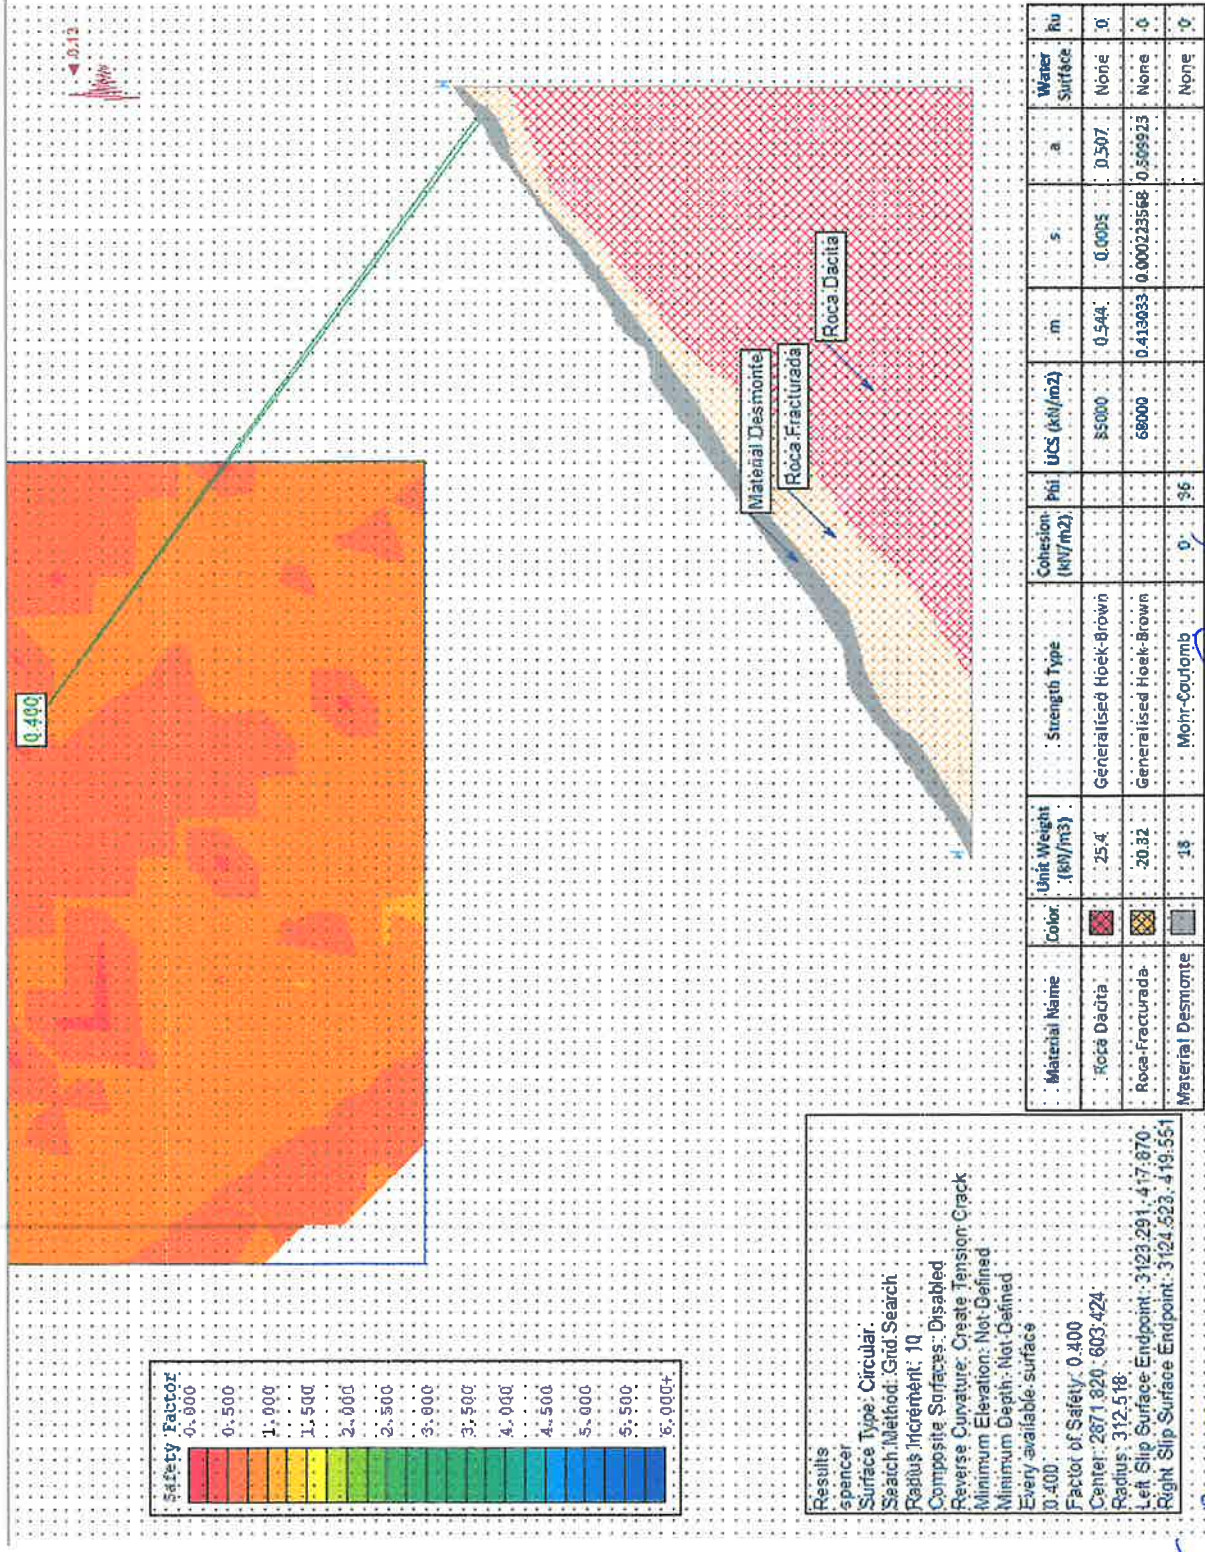 0.13
0.400
Safety Factor
0.000
0.500
1.000
1.500
2.000
2.500
3.000
3.500
4.000
4.500
5.000
5.500
6.000+
Material Desmonte
Roca Fracturada
Roca Dacita
Results
spencer
Surface Type: Circular
Search Method: Grid Search
Radius Increment: 10
Composite Surfaces: Disabled
Reverse Curvature: Create Tension Crack
Minimum Elevation: Not Defined
Minimum Depth: Not Defined
Every available surface
0.400
Factor of Safety: 0.400
Center: 2871.820, 603.424
Radius: 312.518
Left Slip Surface Endpoint: 3123.291, 417.870
Right Slip Surface Endpoint: 3124.523, 419.551
Material Name Color Unit Weight (kN/m3) Strength Type Cohesion (kN/m2) Phi UCS (kN/m2) m s a Water Surface Ru
Roca Dacita 25.4 Generalised Hoek-Brown 85000 0.544 0.0005 0.507 None 0
Roca Fracturada 20.32 Generalised Hoek-Brown 68000 0.413033 0.000223568 0.509923 None 0
Material Desmonte 18 Mohr-Coulomb 0 36 None 0